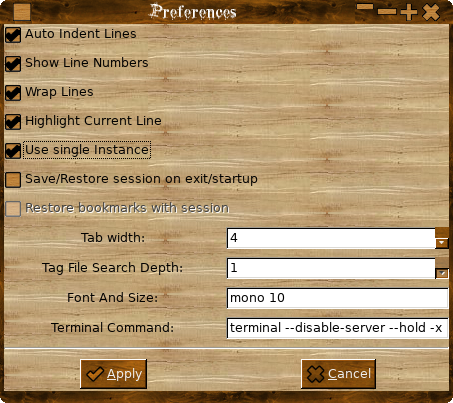 Preferences
Auto Indent Lines
Show Line Numbers
Wrap Lines
Highlight Current Line
Use single Instance
Save/Restore session on exit/startup
Restore bookmarks with session
Tab width: 4
Tag File Search Depth: 1
Font And Size: mono 10
Terminal Command: terminal --disable-server --hold -x
Apply Cancel